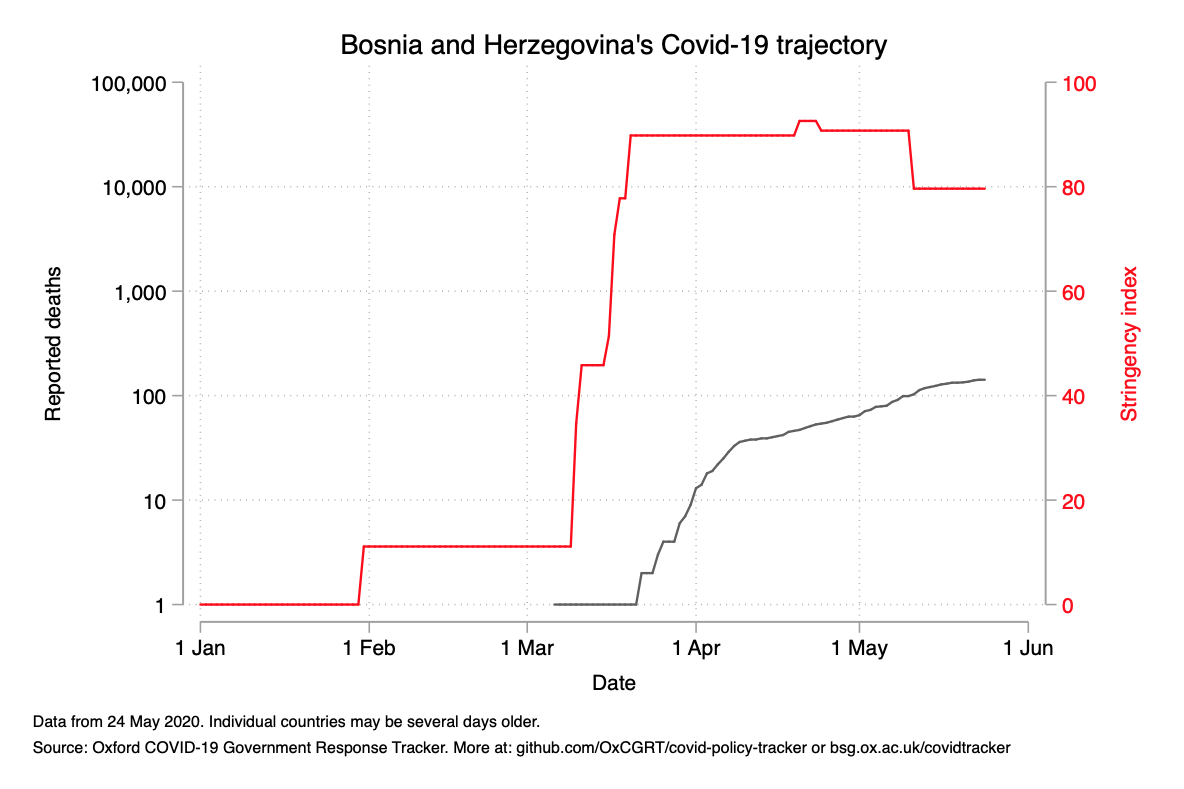 Bosnia and Herzegovina's Covid-19 trajectory
100,000
10,000
1,000
100
10
1
Reported deaths
100
80
60
40
20
0
Stringency index
1 Jan
1 Feb
1 Mar
1 Apr
1 May
1 Jun
Date
Data from 24 May 2020. Individual countries may be several days older.
Source: Oxford COVID-19 Government Response Tracker. More at: github.com/OxCGRT/covid-policy-tracker or bsg.ox.ac.uk/covidtracker